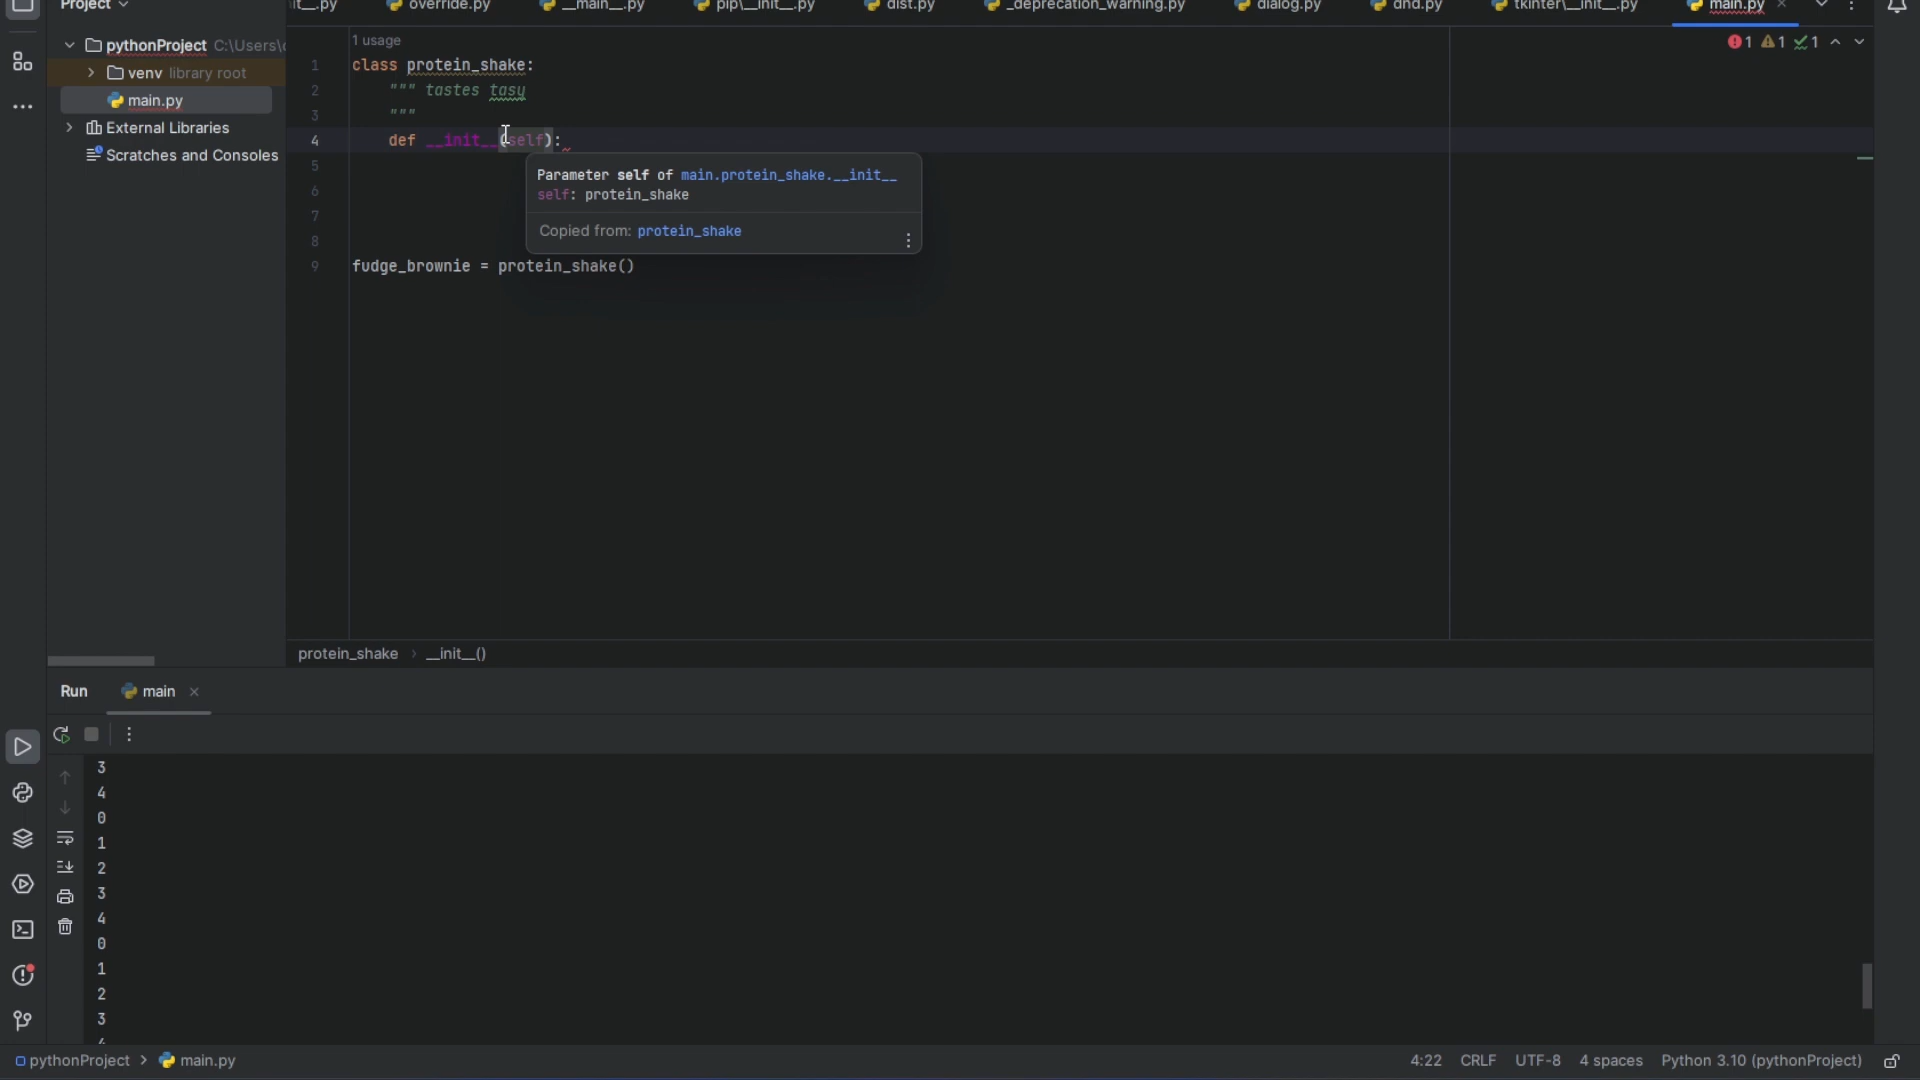 Project
it__.py override.py __main__.py pip\__init__.py dist.py _deprecation_warning.py dialog.py dnd.py tkinter\__init__.py main.py
pythonProject C:\Users\
venv library root
main.py
External Libraries
Scratches and Consoles
1 usage
1 1 1
1 class protein_shake:
2 """ tastes tasy
3 """
4 def __init__(self):
5
6
7
8
9 fudge_brownie = protein_shake()
Parameter self of main.protein_shake.__init__
self: protein_shake
Copied from: protein_shake
protein_shake › __init__()
Run main
3
4
0
1
2
3
4
0
1
2
3
pythonProject › main.py
4:22 CRLF UTF-8 4 spaces Python 3.10 (pythonProject)